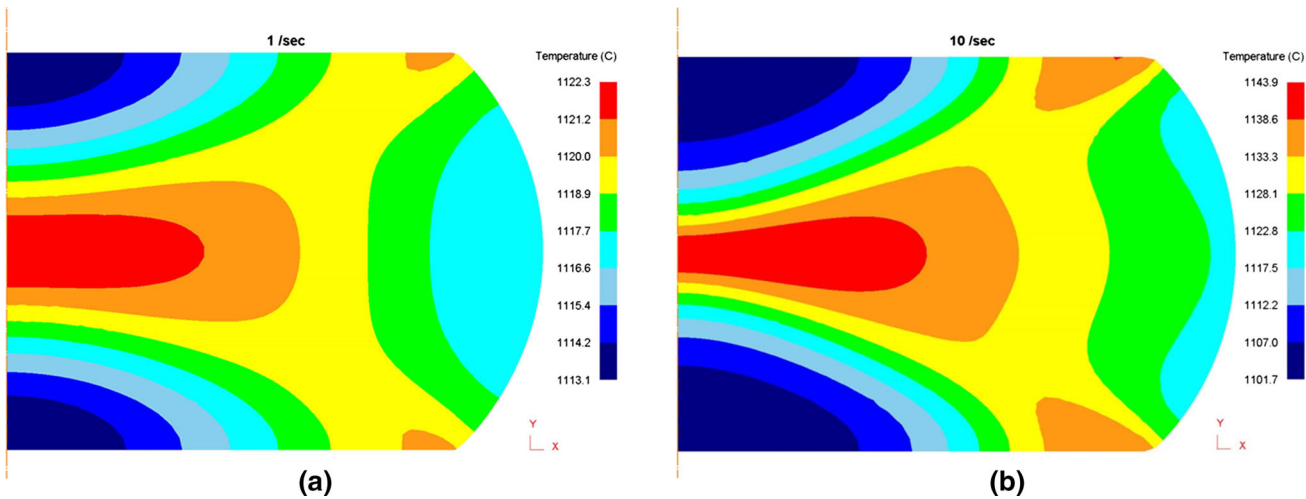 1 /sec
Temperature (C)
1122.3
1121.2
1120.0
1118.9
1117.7
1116.6
1115.4
1114.2
1113.1
Y
X
(a)
10 /sec
Temperature (C)
1143.9
1138.6
1133.3
1128.1
1122.8
1117.5
1112.2
1107.0
1101.7
Y
X
(b)